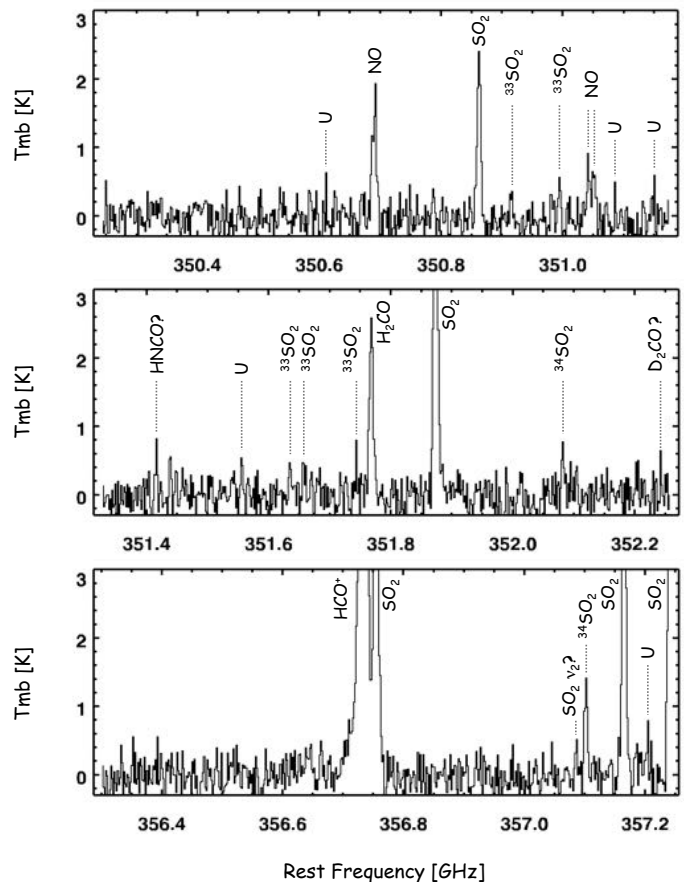 Tmb [K]
3
2
1
0
U
NO
SO₂
³³SO₂
³³SO₂
NO
U
U
350.4
350.6
350.8
351.0
Tmb [K]
3
2
1
0
HNCO?
U
³³SO₂
³³SO₂
³³SO₂
H₂CO
SO₂
³⁴SO₂
D₂CO?
351.4
351.6
351.8
352.0
352.2
Tmb [K]
3
2
1
0
HCO⁺
SO₂
SO₂ ν₂?
³⁴SO₂
SO₂
U
SO₂
356.4
356.6
356.8
357.0
357.2
Rest Frequency [GHz]